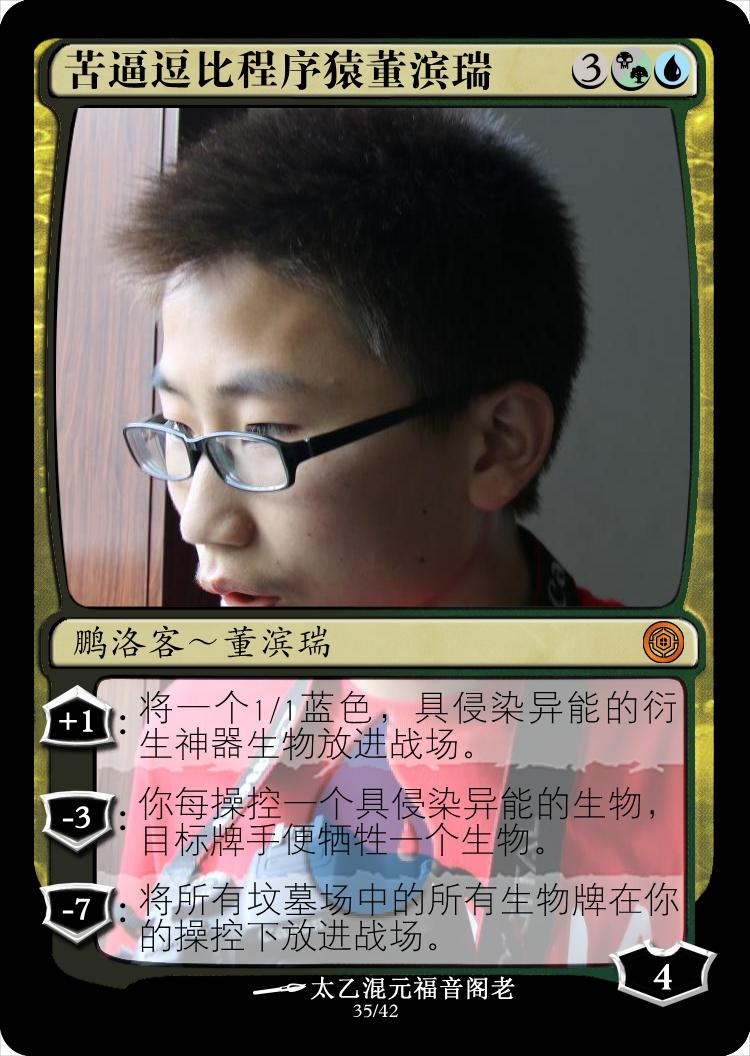 苦逼逗比程序猿董滨瑞 3
鹏洛客～董滨瑞
+1：将一个1/1蓝色，具侵染异能的衍
生神器生物放进战场。
-3：你每操控一个具侵染异能的生物，
目标牌手便牺牲一个生物。
-7：将所有坟墓场中的所有生物牌在你
的操控下放进战场。
4
太乙混元福音阁老
35/42